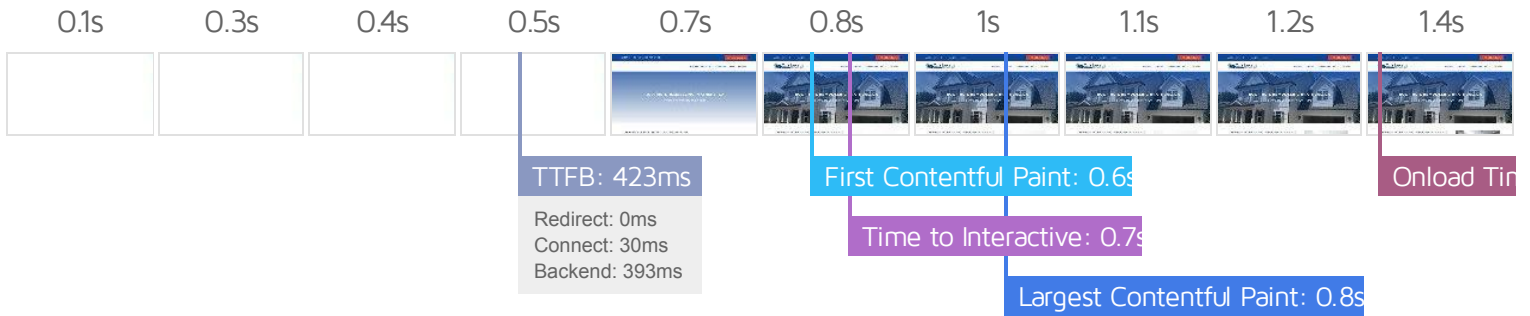 0.1s 0.3s 0.4s 0.5s 0.7s 0.8s 1s 1.1s 1.2s 1.4s
TTFB: 423ms
Redirect: 0ms
Connect: 30ms
Backend: 393ms
First Contentful Paint: 0.6s
Onload Tim
Time to Interactive: 0.7s
Largest Contentful Paint: 0.8s